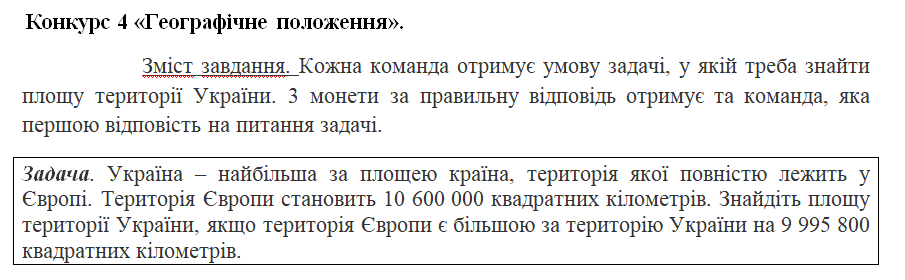 Конкурс 4 «Географічне положення».
Зміст завдання. Кожна команда отримує умову задачі, у якій треба знайти
площу території України. 3 монети за правильну відповідь отримує та команда, яка
першою відповість на питання задачі.
Задача. Україна – найбільша за площею країна, територія якої повністю лежить у
Європі. Територія Європи становить 10 600 000 квадратних кілометрів. Знайдіть площу
території України, якщо територія Європи є більшою за територію України на 9 995 800
квадратних кілометрів.